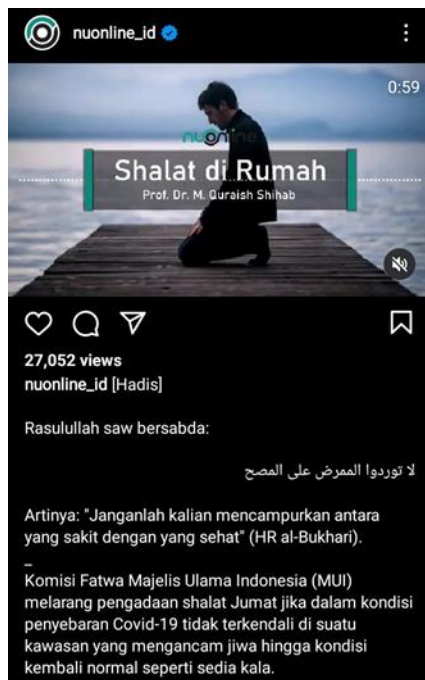 nuonline_id
0:59
nuonline
Shalat di Rumah
Prof. Dr. M. Quraish Shihab
27,052 views
nuonline_id [Hadis]
Rasulullah saw bersabda:
لا توردوا الممرض على المصح
Artinya: "Janganlah kalian mencampurkan antara
yang sakit dengan yang sehat" (HR al-Bukhari).
_
Komisi Fatwa Majelis Ulama Indonesia (MUI)
melarang pengadaan shalat Jumat jika dalam kondisi
penyebaran Covid-19 tidak terkendali di suatu
kawasan yang mengancam jiwa hingga kondisi
kembali normal seperti sedia kala.